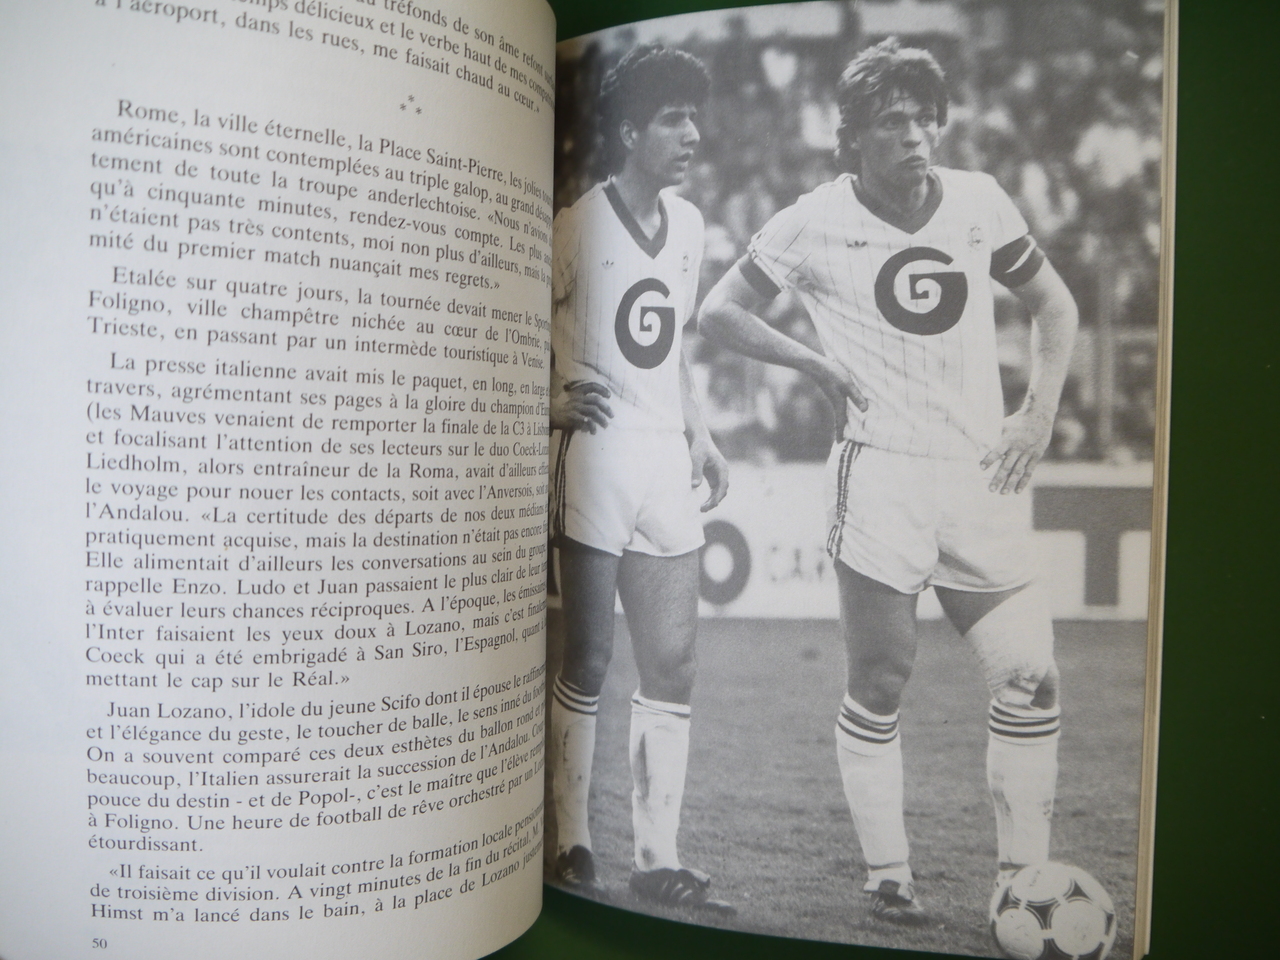 tréfonds de son âme refont
délicieux et le verbe haut de mes
à l'aéroport, dans les rues, me faisait chaud au cœur.»
Rome, la ville éternelle, la Place Saint-Pierre, les jolies
américaines sont contemplées au triple galop, au grand
tement de toute la troupe anderlechtoise. «Nous n'avions
qu'à cinquante minutes, rendez-vous compte. Les plus
n'étaient pas très contents, moi non plus d'ailleurs, mais la
mité du premier match nuançait mes regrets.»
Etalée sur quatre jours, la tournée devait mener le
Foligno, ville champêtre nichée au cœur de l'Ombrie,
Trieste, en passant par un intermède touristique à Venise.
La presse italienne avait mis le paquet, en long, en large
travers, agrémentant ses pages à la gloire du champion
(les Mauves venaient de remporter la finale de la C3 à
et focalisant l'attention de ses lecteurs sur le duo
Liedholm, alors entraîneur de la Roma, avait d'ailleurs
le voyage pour nouer les contacts, soit avec l'Anversois,
l'Andalou. «La certitude des départs de nos deux médians
pratiquement acquise, mais la destination n'était pas encore
Elle alimentait d'ailleurs les conversations au sein du groupe
rappelle Enzo. Ludo et Juan passaient le plus clair de leur
à évaluer leurs chances réciproques. A l'époque, les
l'Inter faisaient les yeux doux à Lozano, mais c'est
Coeck qui a été embrigadé à San Siro, l'Espagnol, quant
mettant le cap sur le Réal.»
Juan Lozano, l'idole du jeune Scifo dont il épouse le
et l'élégance du geste, le toucher de balle, le sens inné du
On a souvent comparé ces deux esthètes du ballon rond
beaucoup, l'Italien assurerait la succession de l'Andalou.
pouce du destin - et de Popol-, c'est le maître que l'élève
à Foligno. Une heure de football de rêve orchestré par un
étourdissant.
«Il faisait ce qu'il voulait contre la formation locale
de troisième division. A vingt minutes de la fin du récital, M.
Himst m'a lancé dans le bain, à la place de Lozano
50
G
G